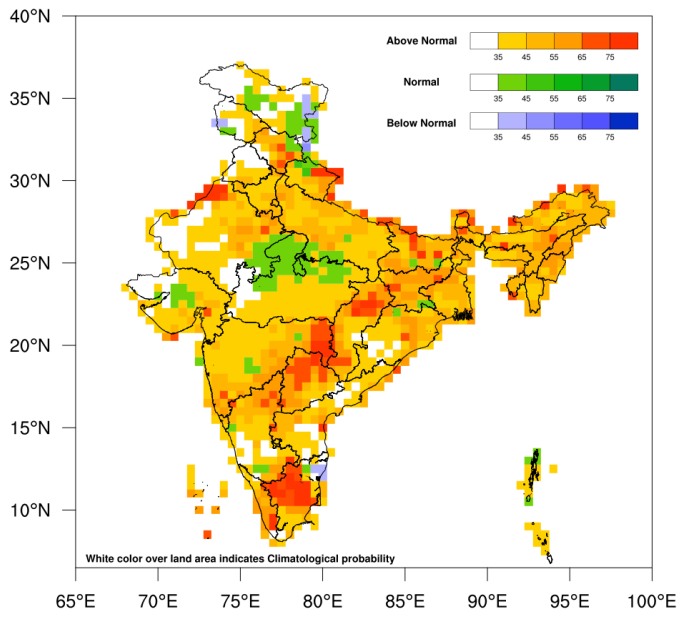 40°N
Above Normal
35 45 55 65 75
Normal
35°N
35 45 55 65 75
Below Normal
35 45 55 65 75
30°N
25°N
20°N
15°N
10°N
White color over land area indicates Climatological probability
65°E 70°E 75°E 80°E 85°E 90°E 95°E 100°E